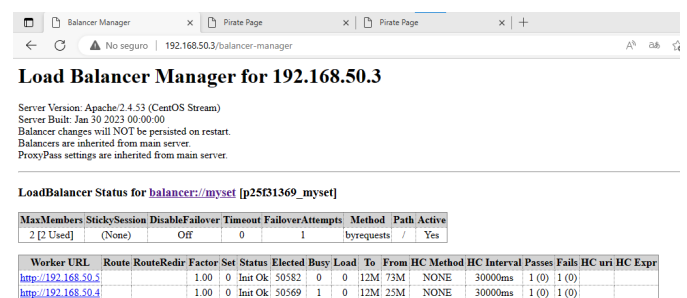 Balancer Manager
Pirate Page
Pirate Page
No seguro
192.168.50.3/balancer-manager
Load Balancer Manager for 192.168.50.3
Server Version: Apache/2.4.53 (CentOS Stream)
Server Built: Jan 30 2023 00:00:00
Balancer changes will NOT be persisted on restart.
Balancers are inherited from main server.
ProxyPass settings are inherited from main server.
LoadBalancer Status for balancer://myset [p25f31369_myset]
MaxMembers StickySession DisableFailover Timeout FailoverAttempts Method Path Active
2 [2 Used] (None) Off 0 1 byrequests / Yes
Worker URL Route RouteRedir Factor Set Status Elected Busy Load To From HC Method HC Interval Passes Fails HC uri HC Expr
http://192.168.50.5 1.00 0 Init Ok 50582 0 0 12M 73M NONE 30000ms 1 (0) 1 (0)
http://192.168.50.4 1.00 0 Init Ok 50569 1 0 12M 25M NONE 30000ms 1 (0) 1 (0)